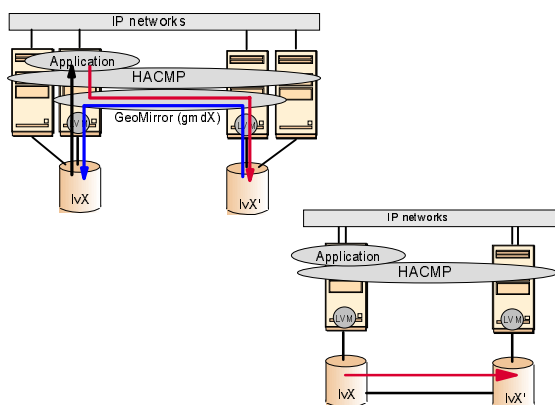 IP networks
Application
HACMP
GeoMirror (gmdX)
LVM
LVM
lvX
lvX'
IP networks
Application
HACMP
LVM
LVM
lvX
lvX'